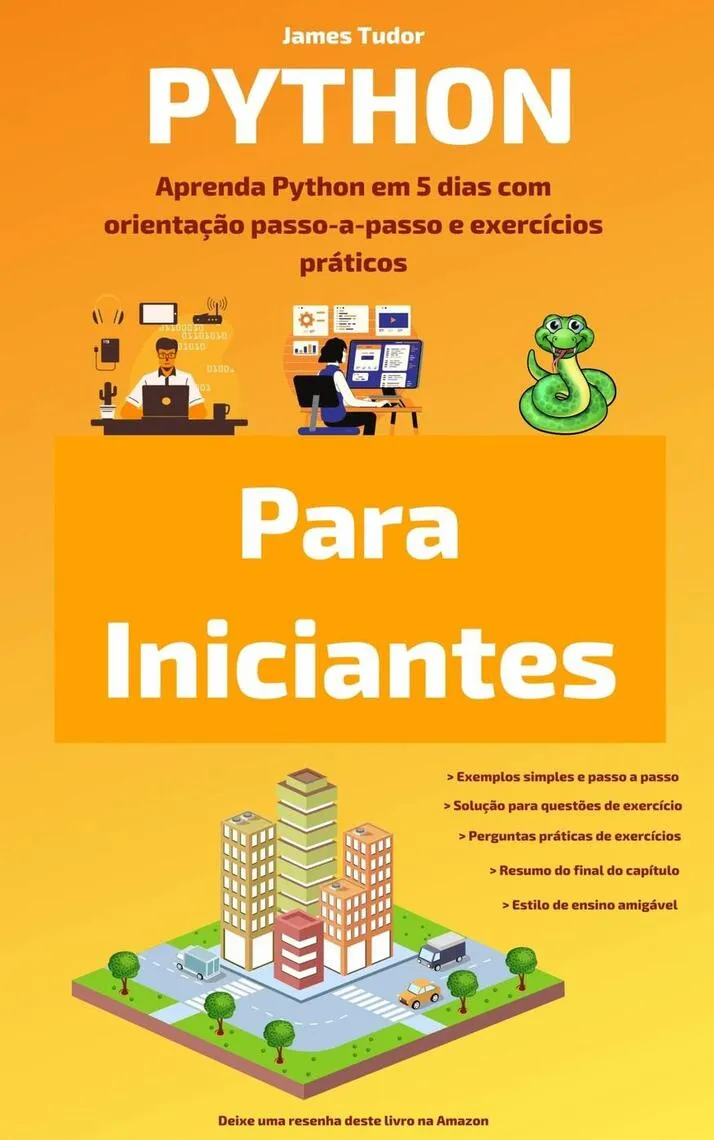 James Tudor
PYTHON
Aprenda Python em 5 dias com
orientação passo-a-passo e exercícios
práticos
Para
Iniciantes
> Exemplos simples e passo a passo
> Solução para questões de exercício
> Perguntas práticas de exercícios
> Resumo do final do capítulo
> Estilo de ensino amigável
Deixe uma resenha deste livro na Amazon